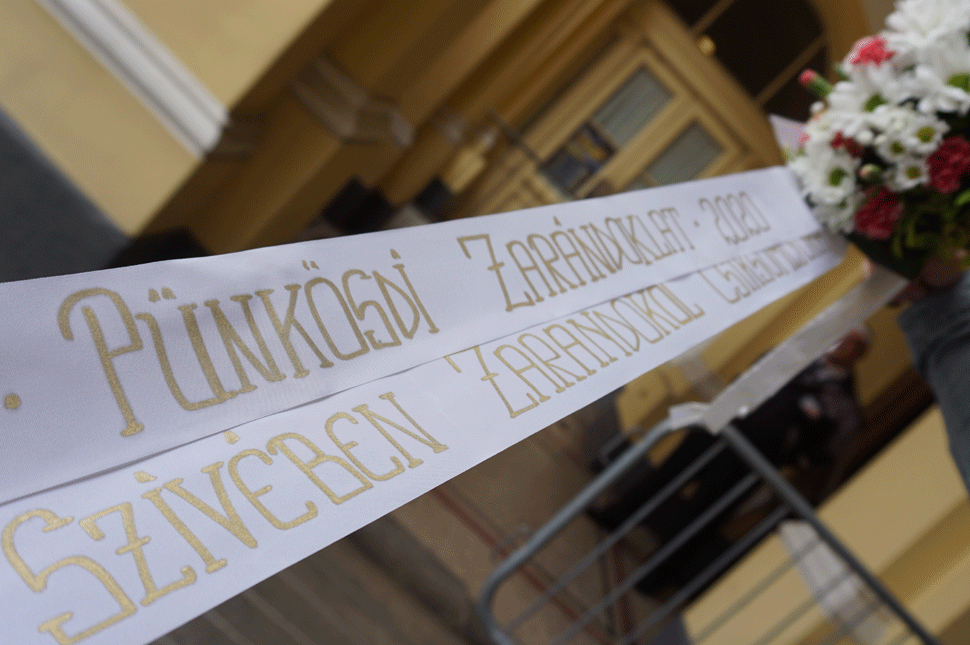 · PÜNKÖSDI ZARÁNDOKLAT · 2020
SZÍVÉBEN ZARÁNDOKOL